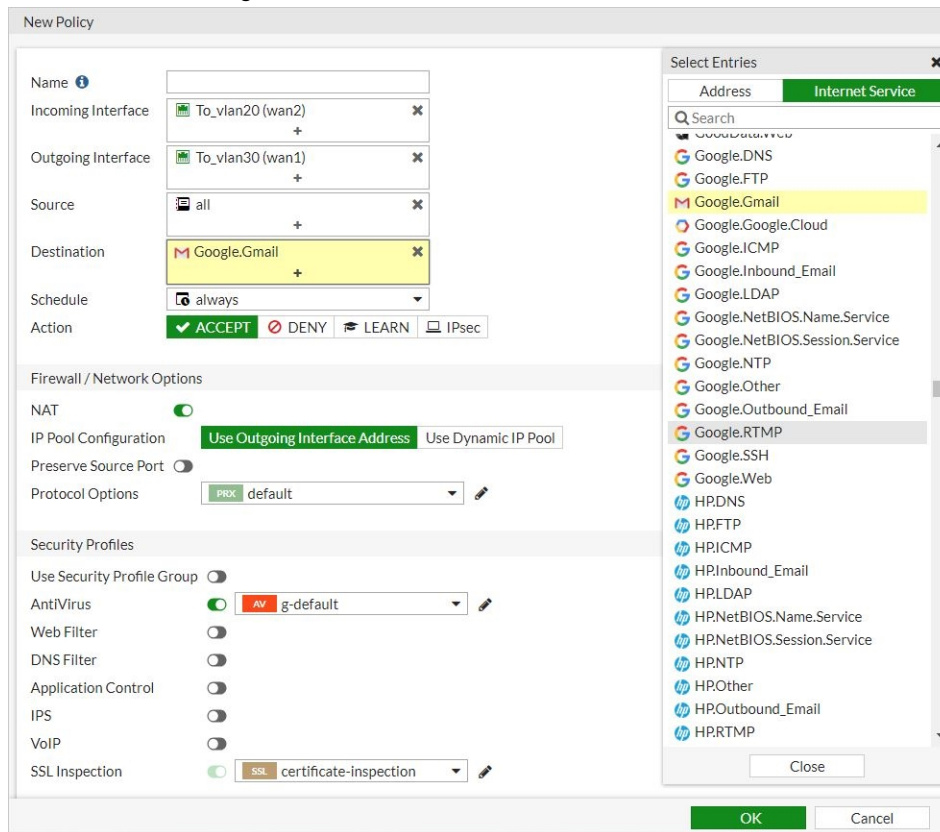 New Policy
Name
Incoming Interface To_vlan20 (wan2)
+
Outgoing Interface To_vlan30 (wan1)
+
Source all
+
Destination Google.Gmail
+
Schedule always
Action ACCEPT DENY LEARN IPsec
Firewall / Network Options
NAT
IP Pool Configuration Use Outgoing Interface Address Use Dynamic IP Pool
Preserve Source Port
Protocol Options PRX default
Security Profiles
Use Security Profile Group
AntiVirus AV g-default
Web Filter
DNS Filter
Application Control
IPS
VoIP
SSL Inspection SSL certificate-inspection
Select Entries
Address Internet Service
Search
Google.DNS
Google.FTP
Google.Gmail
Google.Google.Cloud
Google.ICMP
Google.Inbound_Email
Google.LDAP
Google.NetBIOS.Name.Service
Google.NetBIOS.Session.Service
Google.NTP
Google.Other
Google.Outbound_Email
Google.RTMP
Google.SSH
Google.Web
HP.DNS
HP.FTP
HP.ICMP
HP.Inbound_Email
HP.LDAP
HP.NetBIOS.Name.Service
HP.NetBIOS.Session.Service
HP.NTP
HP.Other
HP.Outbound_Email
HP.RTMP
Close
OK Cancel